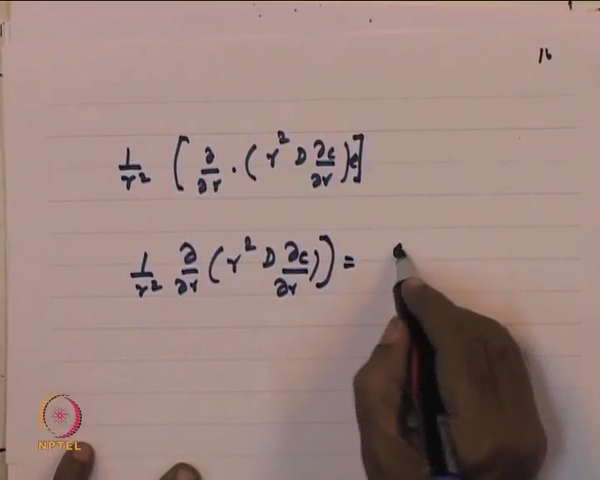 16
1/r² [∂/∂r · (r² D ∂c/∂r)c]
1/r² ∂/∂r (r² D ∂c/∂r)] =
NPTEL